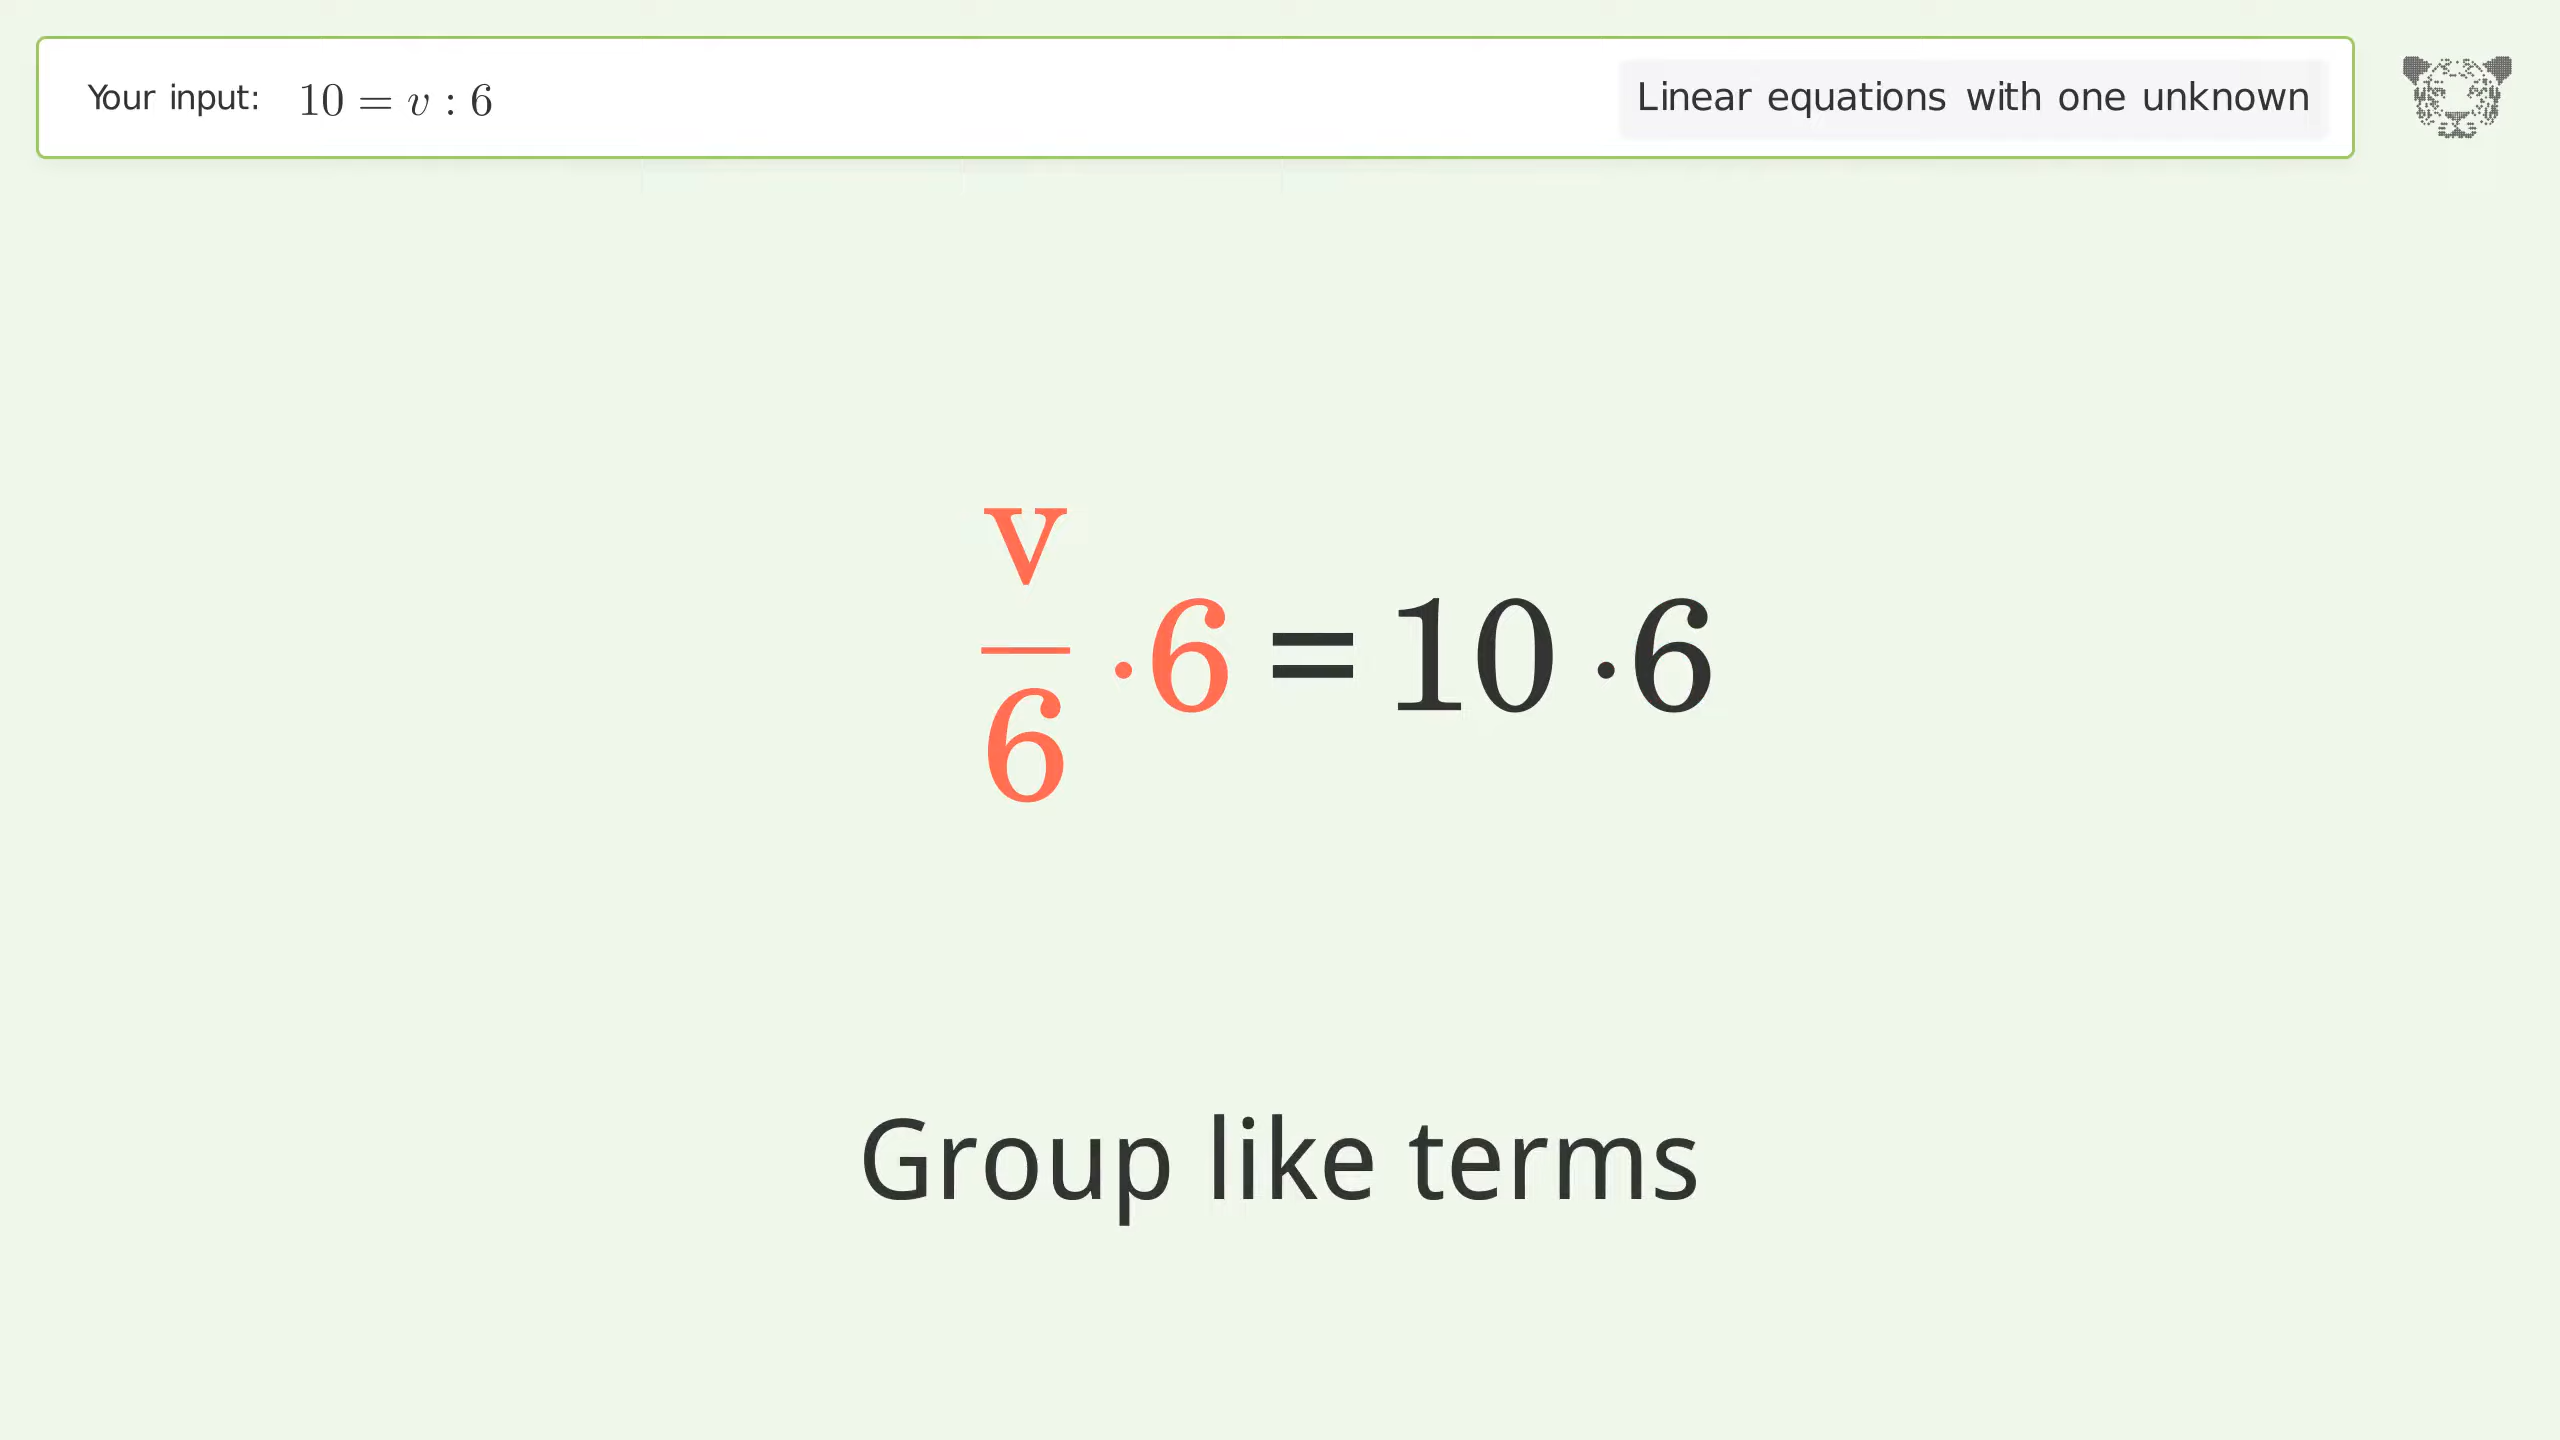 Your input: 10 = v : 6
Linear equations with one unknown
v/6 · 6 = 10 · 6
Group like terms